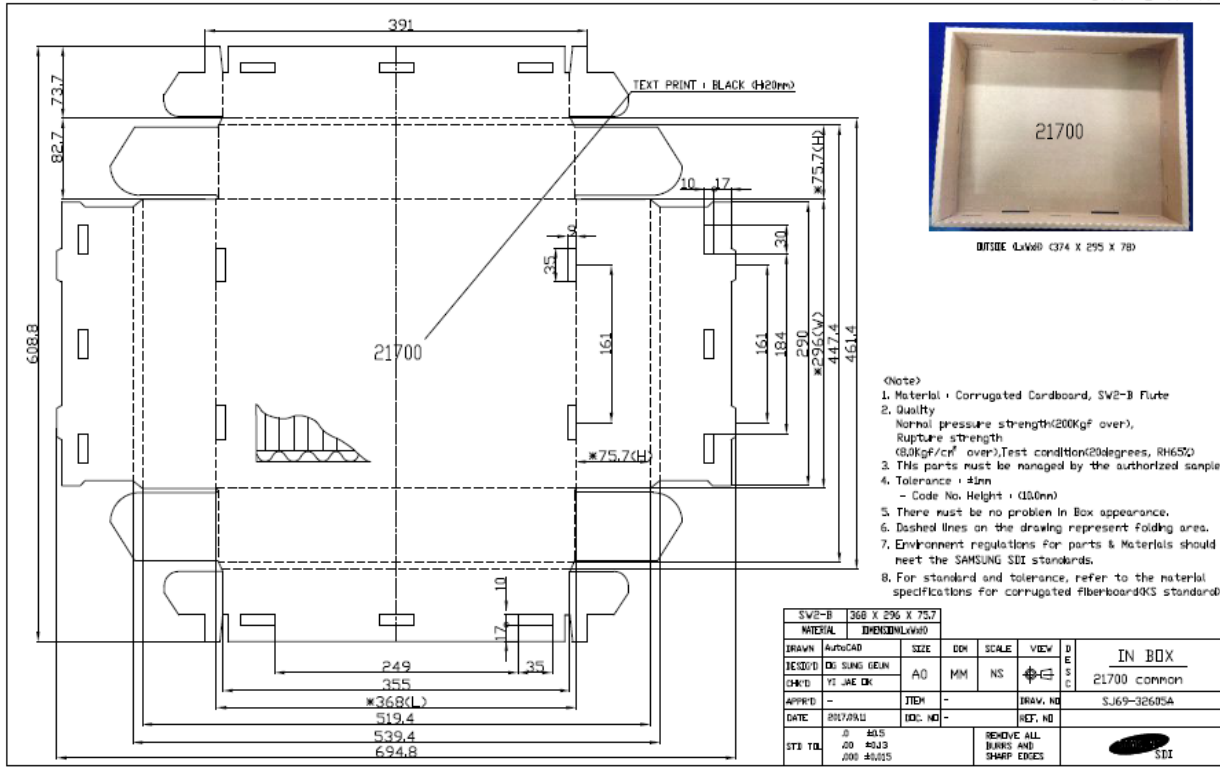 391
73.7
82.7
608.8
TEXT PRINT : BLACK (H:20mm)
21700
10
17
9
35
30
161
161
184
290
*296(W)
447.4
461.4
*75.7(H)
*75.7(H)
21700
10
17
249
35
355
*368(L)
519.4
539.4
694.8
OUTSIDE (LxWxH) (374 X 295 X 78)
<Note>
1. Material : Corrugated Cardboard, SW2-B Flute
2. Quality
Normal pressure strength(200Kgf over),
Rupture strength
(8.0Kgf/cm² over),Test condition(20degrees, RH65%)
3. This parts must be managed by the authorized sample
4. Tolerance : ±1mm
- Code No. Height : (10.0mm)
5. There must be no problem in Box appearance.
6. Dashed lines on the drawing represent folding area.
7. Environment regulations for parts & Materials should
meet the SAMSUNG SDI standards.
8. For standard and tolerance, refer to the material
specifications for corrugated fiberboard(KS standard)
SW2-B 368 X 296 X 75.7
MATERIAL DIMENSION(LxWxH)
DRAWN AutoCAD SIZE DIM SCALE VIEW DESC IN BOX
DESIG'D SUNG GEUN A0 MM NS 21700 common
CHK'D YI JAE OK
APPR'D - ITEM - DRAW. NO SJ69-32605A
DATE 2017.09.11 DOC. NO - REF. NO
STD TOL .0 ±0.5
.00 ±0.13
.000 ±0.015
REMOVE ALL
BURRS AND
SHARP EDGES
SDI